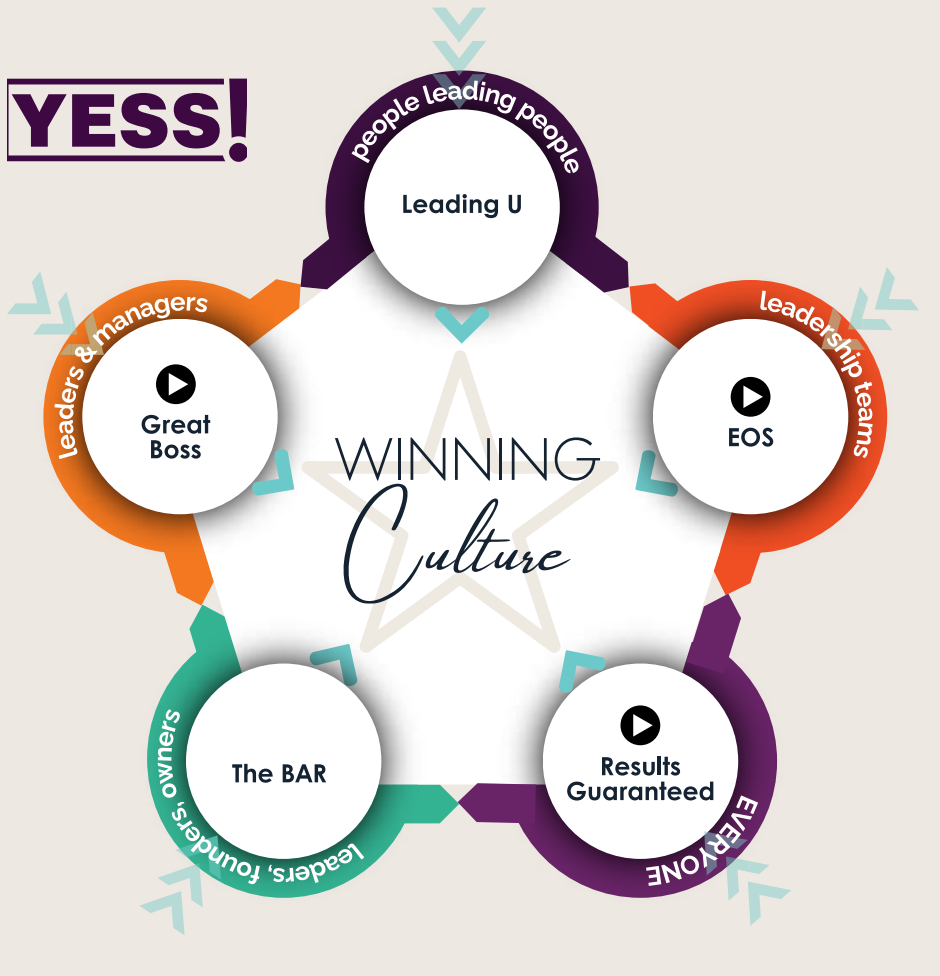 YESS!
people leading people
Leading U
leaders & managers
Great
Boss
leadership teams
EOS
WINNING
Culture
leaders, founders, owners
The BAR
EVERYONE
Results
Guaranteed